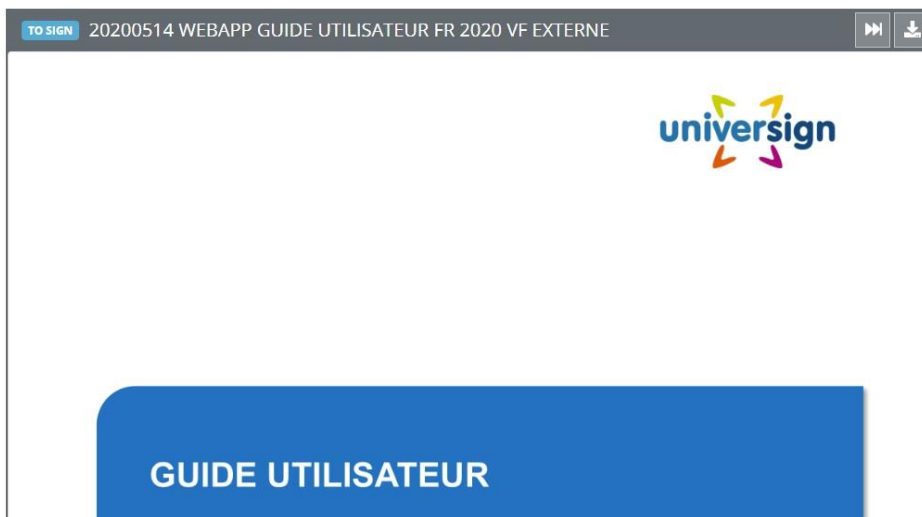 TO SIGN 20200514 WEBAPP GUIDE UTILISATEUR FR 2020 VF EXTERNE
universign
GUIDE UTILISATEUR